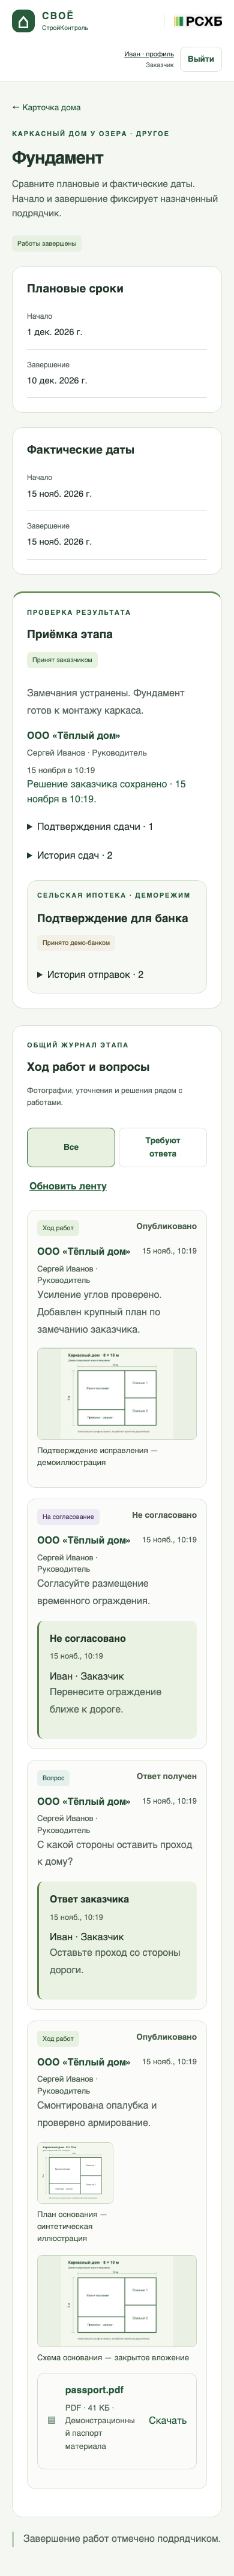 СВОЁ
СтройКонтроль
РСХБ
Иван · профиль
Заказчик
Выйти
← Карточка дома
КАРКАСНЫЙ ДОМ У ОЗЕРА · ДРУГОЕ
Фундамент
Сравните плановые и фактические даты.
Начало и завершение фиксирует назначенный
подрядчик.
Работы завершены
Плановые сроки
Начало
1 дек. 2026 г.
Завершение
10 дек. 2026 г.
Фактические даты
Начало
15 нояб. 2026 г.
Завершение
15 нояб. 2026 г.
ПРОВЕРКА РЕЗУЛЬТАТА
Приёмка этапа
Принят заказчиком
Замечания устранены. Фундамент
готов к монтажу каркаса.
ООО «Тёплый дом»
Сергей Иванов · Руководитель
15 ноября в 10:19
Решение заказчика сохранено · 15
ноября в 10:19.
▶ Подтверждения сдачи · 1
▶ История сдач · 2
СЕЛЬСКАЯ ИПОТЕКА · ДЕМОРЕЖИМ
Подтверждение для банка
Принято демо-банком
▶ История отправок · 2
ОБЩИЙ ЖУРНАЛ ЭТАПА
Ход работ и вопросы
Фотографии, уточнения и решения рядом с
работами.
Все
Требуют
ответа
Обновить ленту
Ход работ
Опубликовано
ООО «Тёплый дом» 15 нояб., 10:19
Сергей Иванов ·
Руководитель
Усиление углов проверено.
Добавлен крупный план по
замечанию заказчика.
Каркасный дом · 8 × 10 м
Подтверждение исправления —
демоиллюстрация
На согласование
Не согласовано
ООО «Тёплый дом» 15 нояб., 10:19
Сергей Иванов ·
Руководитель
Согласуйте размещение
временного ограждения.
Не согласовано
15 нояб., 10:19
Иван · Заказчик
Перенесите ограждение
ближе к дороге.
Вопрос
Ответ получен
ООО «Тёплый дом» 15 нояб., 10:19
Сергей Иванов ·
Руководитель
С какой стороны оставить проход
к дому?
Ответ заказчика
15 нояб., 10:19
Иван · Заказчик
Оставьте проход со стороны
дороги.
Ход работ
Опубликовано
ООО «Тёплый дом» 15 нояб., 10:19
Сергей Иванов ·
Руководитель
Смонтирована опалубка и
проверено армирование.
План основания —
синтетическая
иллюстрация
Каркасный дом · 8 × 10 м
Схема основания — закрытое вложение
passport.pdf
PDF · 41 КБ ·
Демонстрационны
й паспорт
материала
Скачать
Завершение работ отмечено подрядчиком.